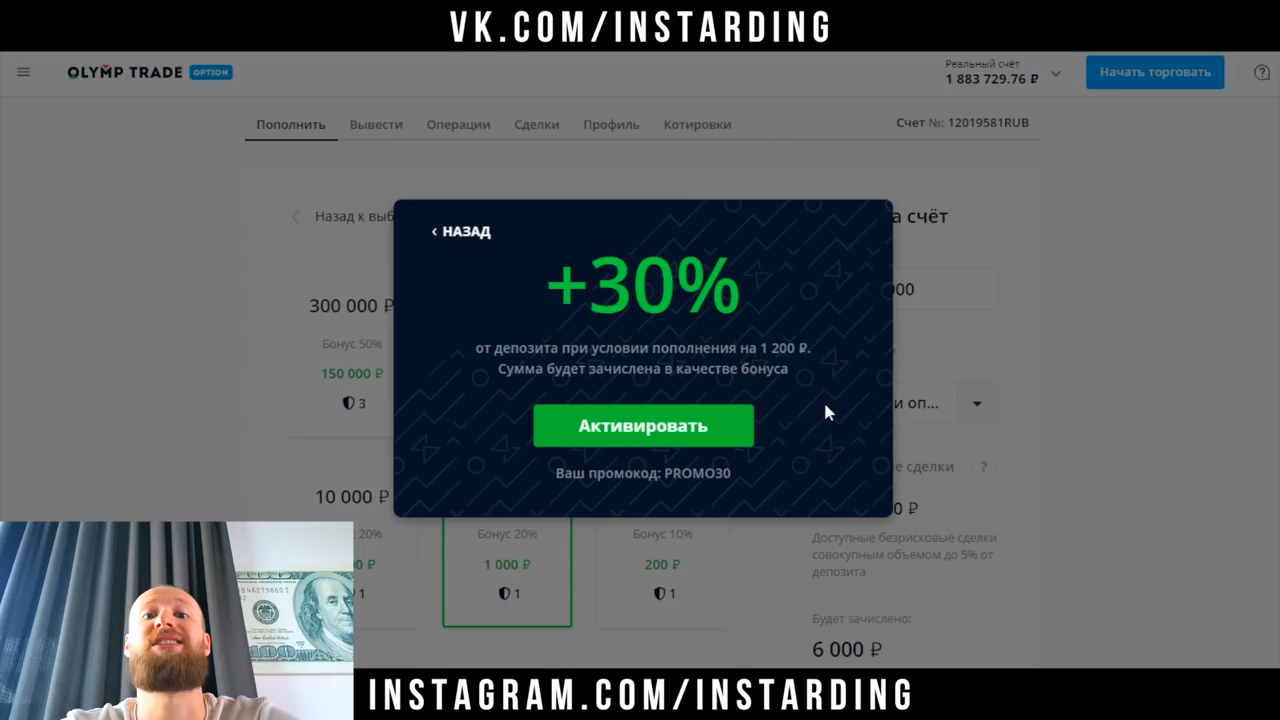 VK.COM/INSTARDING
OLYMP TRADE OPTION
Реальный счёт
1 883 729.76 ₽
Начать торговать
Пополнить Вывести Операции Сделки Профиль Котировки
Счет №: 12019581RUB
Назад к выб
а счёт
‹ НАЗАД
+30%
от депозита при условии пополнения на 1 200 ₽.
Сумма будет зачислена в качестве бонуса
Активировать
Ваш промокод: PROMO30
300 000 ₽
Бонус 50%
150 000 ₽
3
000
и оп...
е сделки ?
0 ₽
Доступные безрисковые сделки
совокупным объемом до 5% от
депозита
Будет зачислено:
6 000 ₽
10 000 ₽
20%
0 ₽
1
Бонус 20%
1 000 ₽
1
Бонус 10%
200 ₽
1
100
INSTAGRAM.COM/INSTARDING